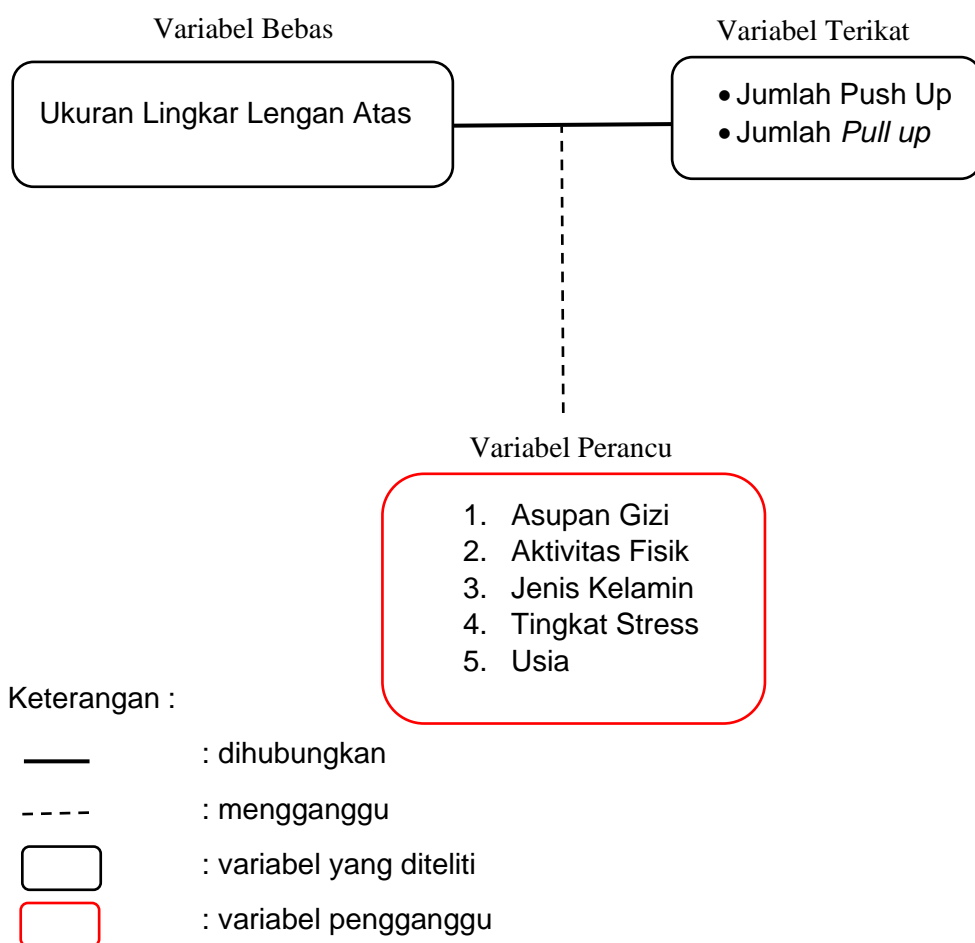 Variabel Bebas
Variabel Terikat
Ukuran Lingkar Lengan Atas
• Jumlah Push Up
• Jumlah Pull up
Variabel Perancu
1. Asupan Gizi
2. Aktivitas Fisik
3. Jenis Kelamin
4. Tingkat Stress
5. Usia
Keterangan :
: dihubungkan
: mengganggu
: variabel yang diteliti
: variabel pengganggu